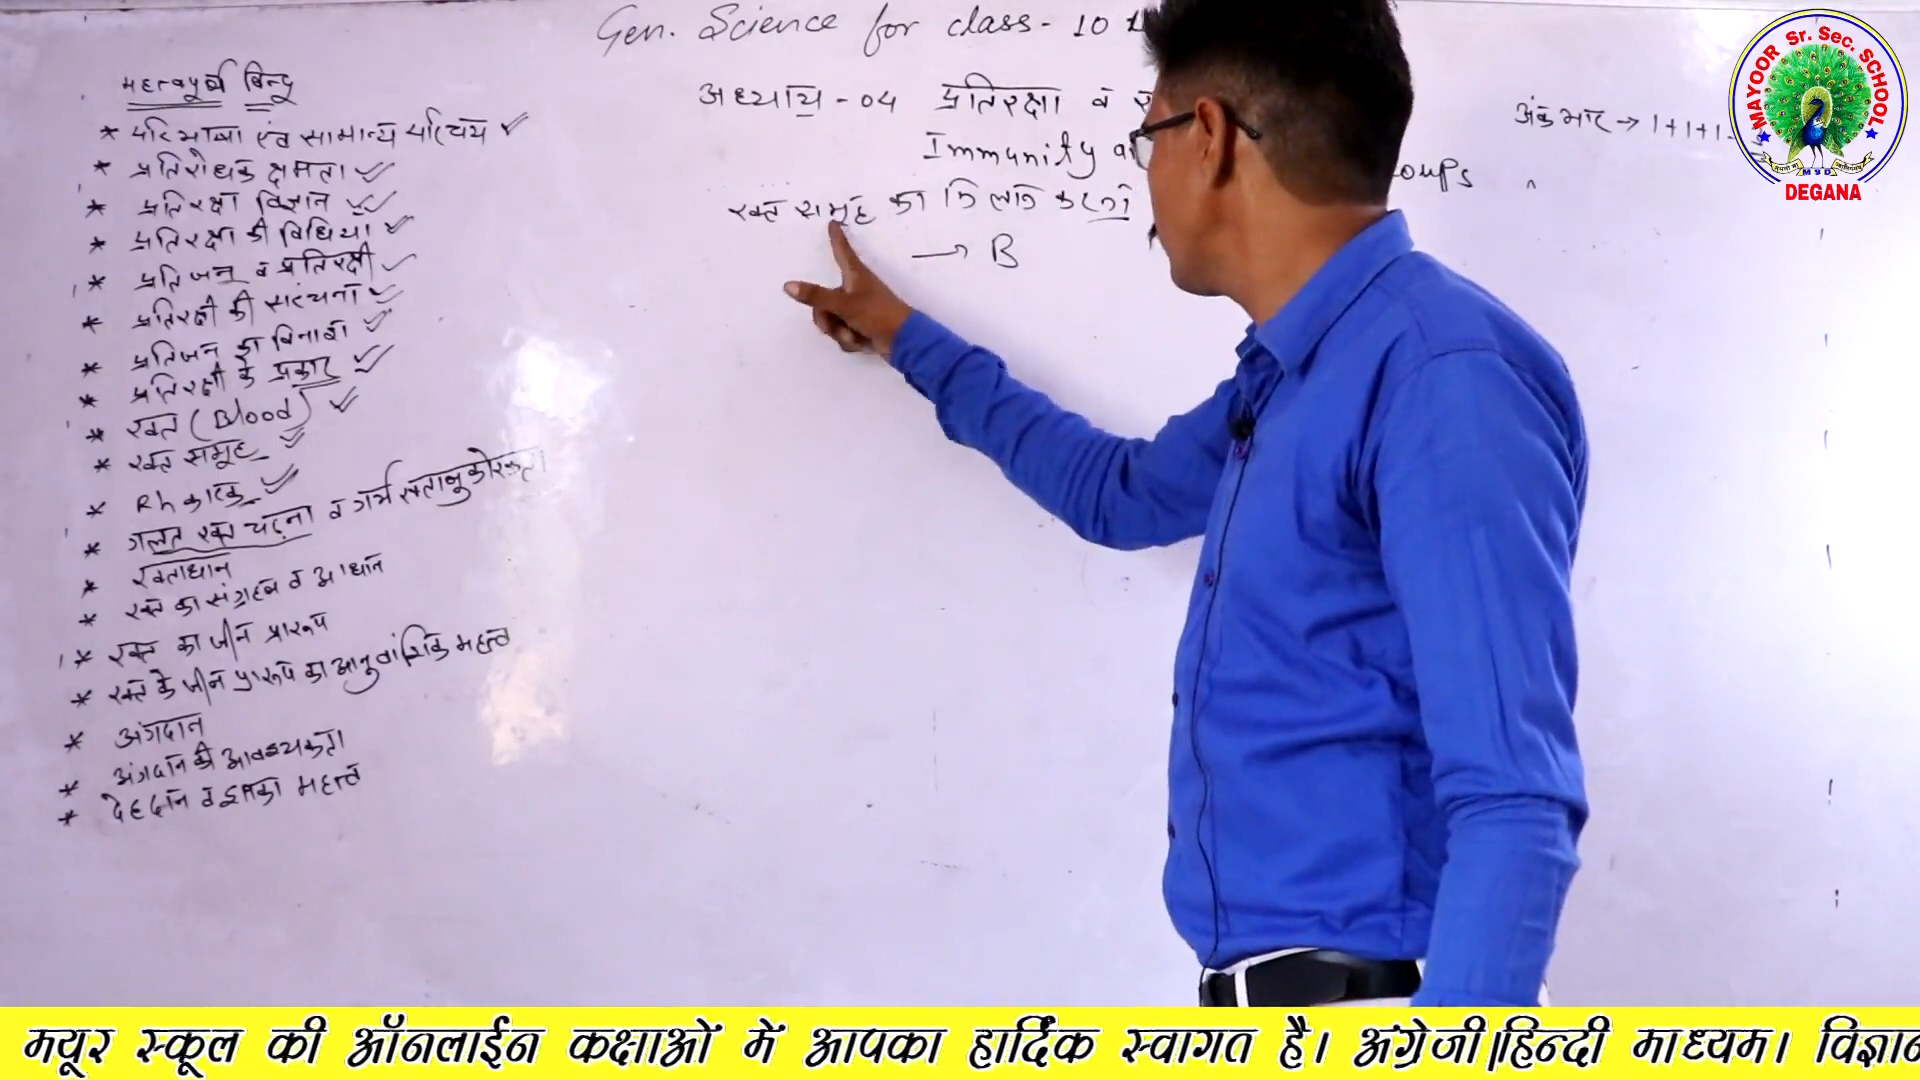 Gen. Science for class - 10
अध्याय - 04 प्रतिरक्षा व
Immunity
oups
अंक भार → 1+1+1
रक्त समूह का मिलान करना
→ B
महत्वपूर्ण बिन्दु
* परिभाषा एंव सामान्य परिचय ✓
* प्रतिरोधक क्षमता ✓
* प्रतिरक्षा विज्ञान ✓
* प्रतिरक्षा की विधिया ✓
* प्रतिजन व प्रतिरक्षी ✓
* प्रतिरक्षी की सरंचना ✓
* प्रतिजन का बिनाश ✓
* प्रतिरक्षी के प्रकार ✓
* रक्त (Blood) ✓
* रक्त समूह ✓
* Rh कारक ✓
* गलत रक्त चढ़ना व गर्भ रक्ताणुकोरकता
* रक्ताधान
* रक्त का संग्रहण व आधान
* रक्त का जीन प्रारूप
* रक्त के जीन प्रारूप का आनुवांशिक महत्व
* अंगदान
* अंगदान की आवश्यकता
* देहदान व इसका महत्व
MAYOOR Sr. Sec. SCHOOL
MSD
DEGANA
मयूर स्कूल की ऑनलाईन कक्षाओं में आपका हार्दिक स्वागत है। अंग्रेजी|हिन्दी माध्यम। विज्ञान